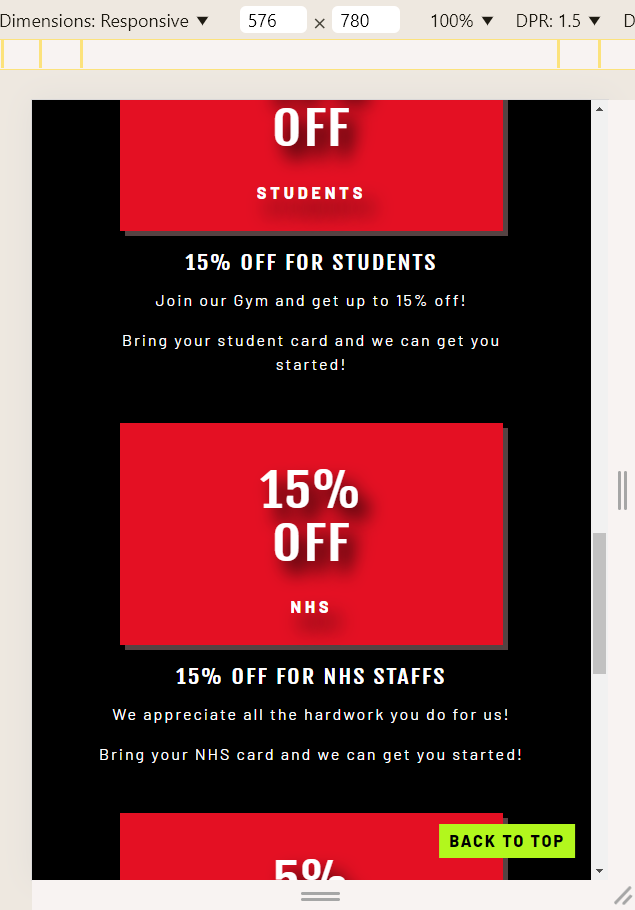 Dimensions: Responsive ▼ 576 × 780 100% ▼ DPR: 1.5 ▼ D
OFF
STUDENTS
15% OFF FOR STUDENTS
Join our Gym and get up to 15% off!
Bring your student card and we can get you
started!
15%
OFF
NHS
15% OFF FOR NHS STAFFS
We appreciate all the hardwork you do for us!
Bring your NHS card and we can get you started!
BACK TO TOP
5%